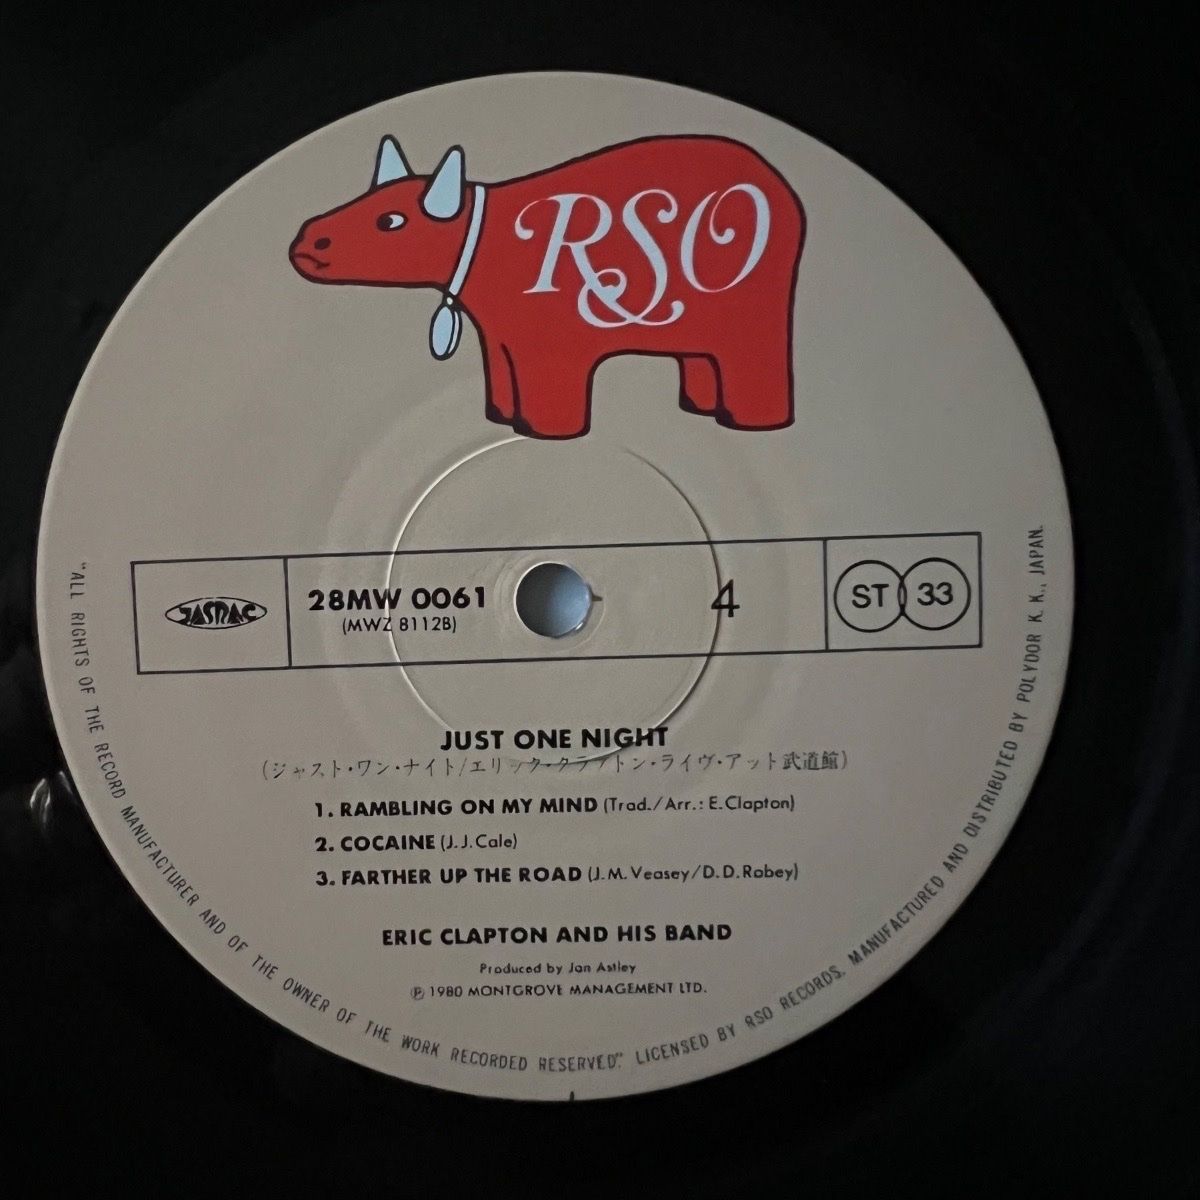 RSO
JASRAC
28MW 0061
(MWZ 8112B)
4
ST 33
JUST ONE NIGHT
(ジャスト・ワン・ナイト/エリック・クラプトン・ライヴ・アット武道館)
1. RAMBLING ON MY MIND (Trad./Arr.: E.Clapton)
2. COCAINE (J.J.Cale)
3. FARTHER UP THE ROAD (J.M.Veasey/D.D.Robey)
ERIC CLAPTON AND HIS BAND
Produced by Jon Astley
Ⓟ 1980 MONTGROVE MANAGEMENT LTD.
"ALL RIGHTS OF THE RECORD MANUFACTURER AND OF THE OWNER OF THE WORK RECORDED RESERVED". LICENSED BY RSO RECORDS. MANUFACTURED AND DISTRIBUTED BY POLYDOR K. K., JAPAN.